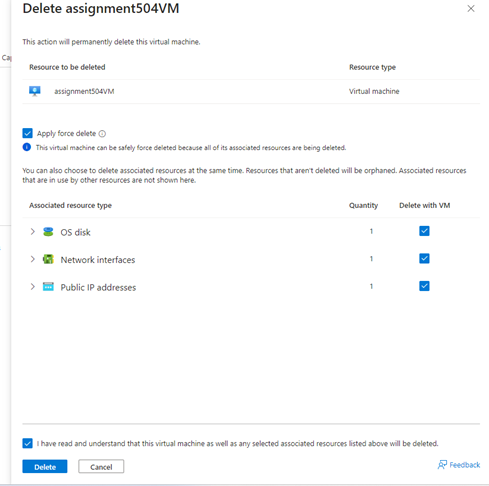 Delete assignment504VM
This action will permanently delete this virtual machine.
Resource to be deleted Resource type
assignment504VM Virtual machine
Apply force delete
This virtual machine can be safely force deleted because all of its associated resources are being deleted.
You can also choose to delete associated resources at the same time. Resources that aren't deleted will be orphaned. Associated resources
that are in use by other resources are not shown here.
Associated resource type Quantity Delete with VM
OS disk 1
Network interfaces 1
Public IP addresses 1
I have read and understand that this virtual machine as well as any selected associated resources listed above will be deleted.
Delete Cancel Feedback